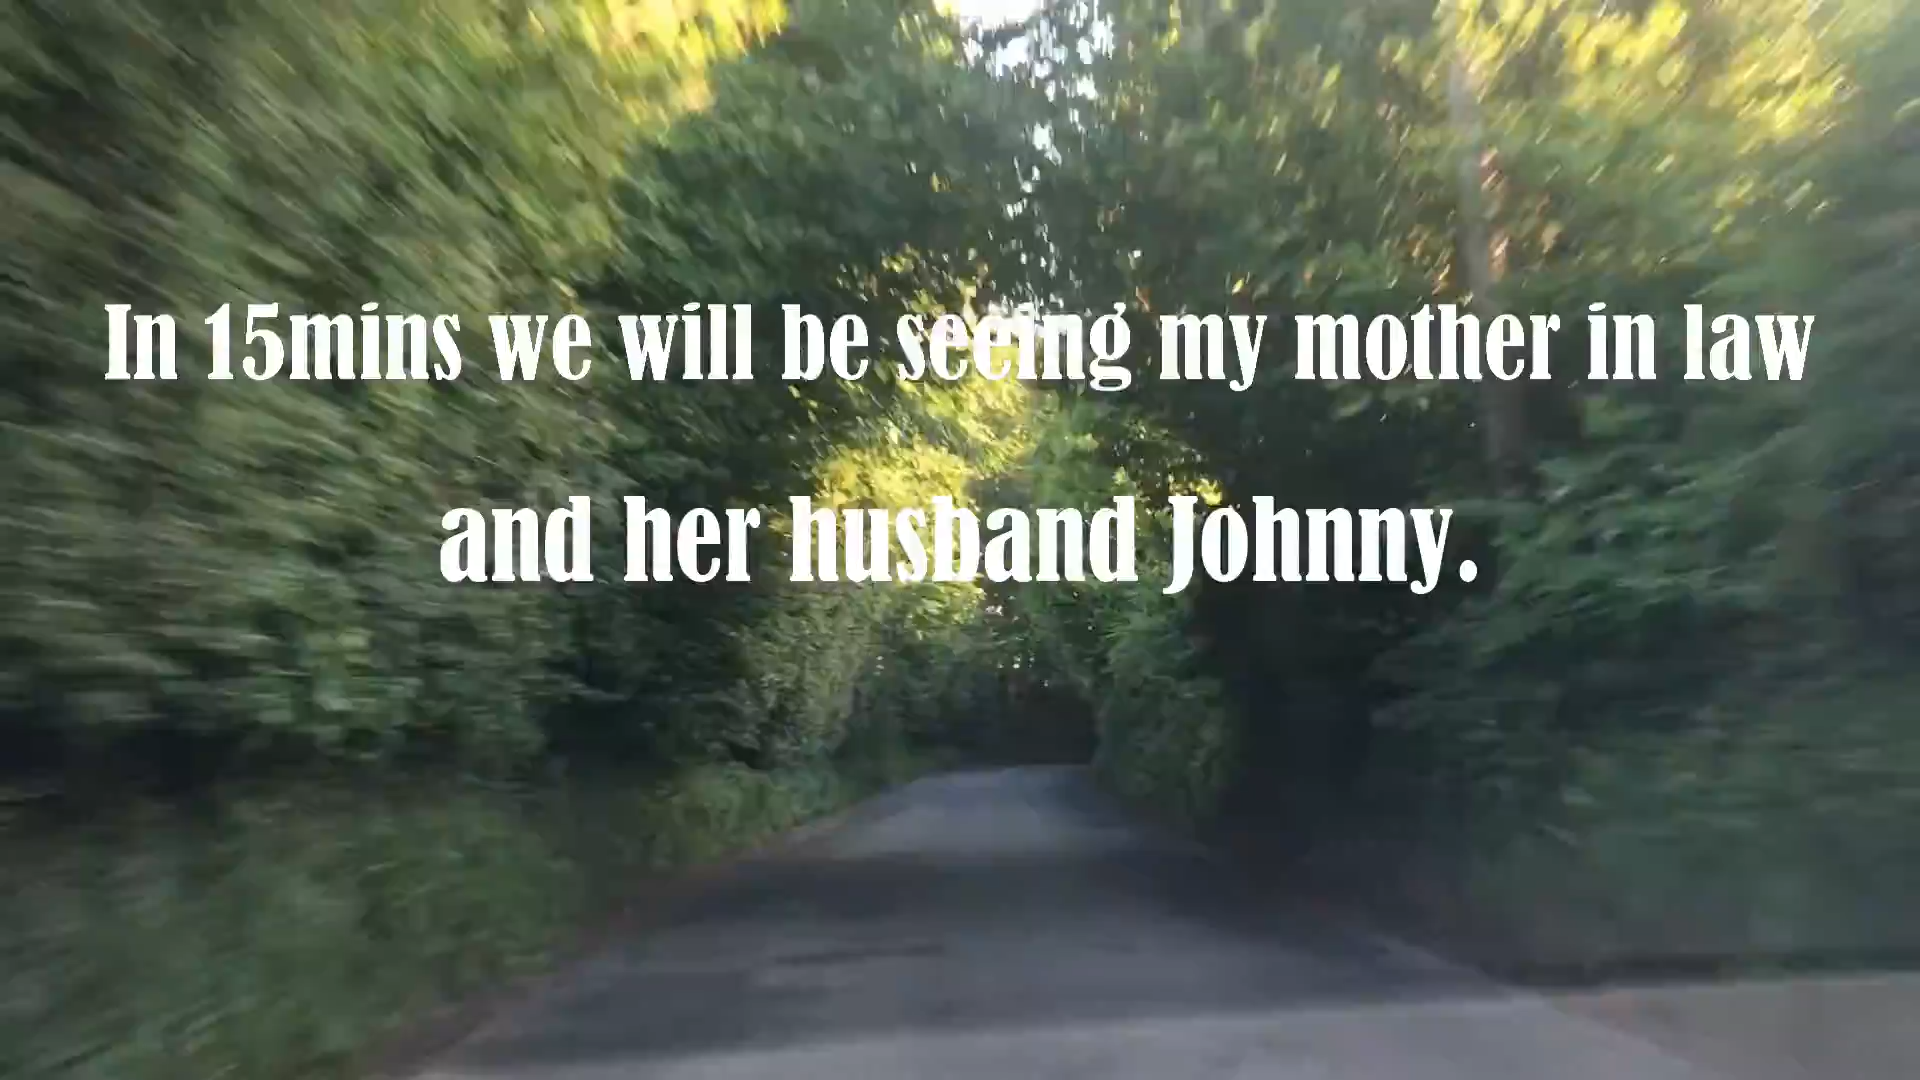 In 15mins we will be seeing my mother in law
and her husband Johnny.